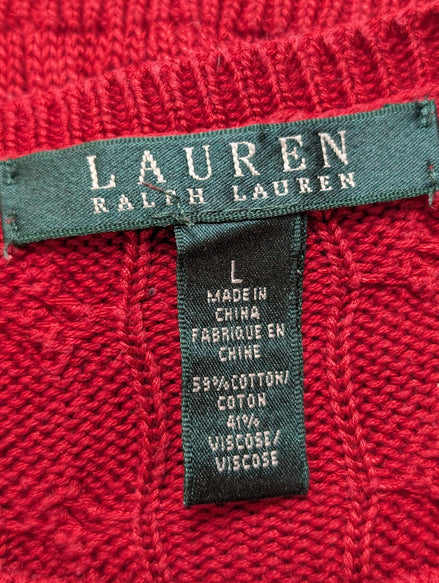 LAUREN
RALPH LAUREN
L
MADE IN
CHINA
FABRIQUE EN
CHINE
59% COTTON/
COTON
41%
VISCOSE/
VISCOSE